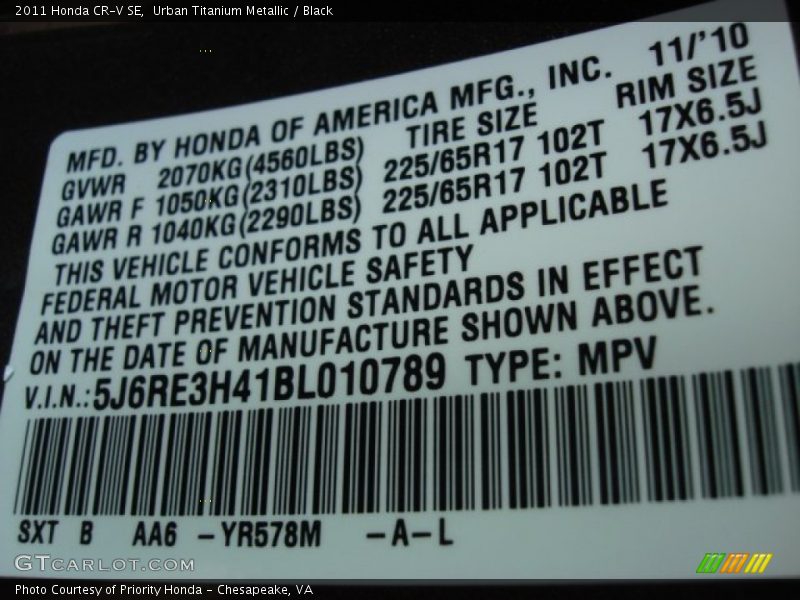 2011 Honda CR-V SE,  Urban Titanium Metallic / Black
MFD. BY HONDA OF AMERICA MFG., INC. 11/'10
GVWR 2070KG(4560LBS) TIRE SIZE RIM SIZE
GAWR F 1050KG(2310LBS) 225/65R17 102T 17X6.5J
GAWR R 1040KG(2290LBS) 225/65R17 102T 17X6.5J
THIS VEHICLE CONFORMS TO ALL APPLICABLE
FEDERAL MOTOR VEHICLE SAFETY
AND THEFT PREVENTION STANDARDS IN EFFECT
ON THE DATE OF MANUFACTURE SHOWN ABOVE.
V.I.N.:5J6RE3H41BL010789 TYPE: MPV
SXT B AA6 -YR578M -A-L
GTCARLOT.COM
Photo Courtesy of Priority Honda - Chesapeake, VA